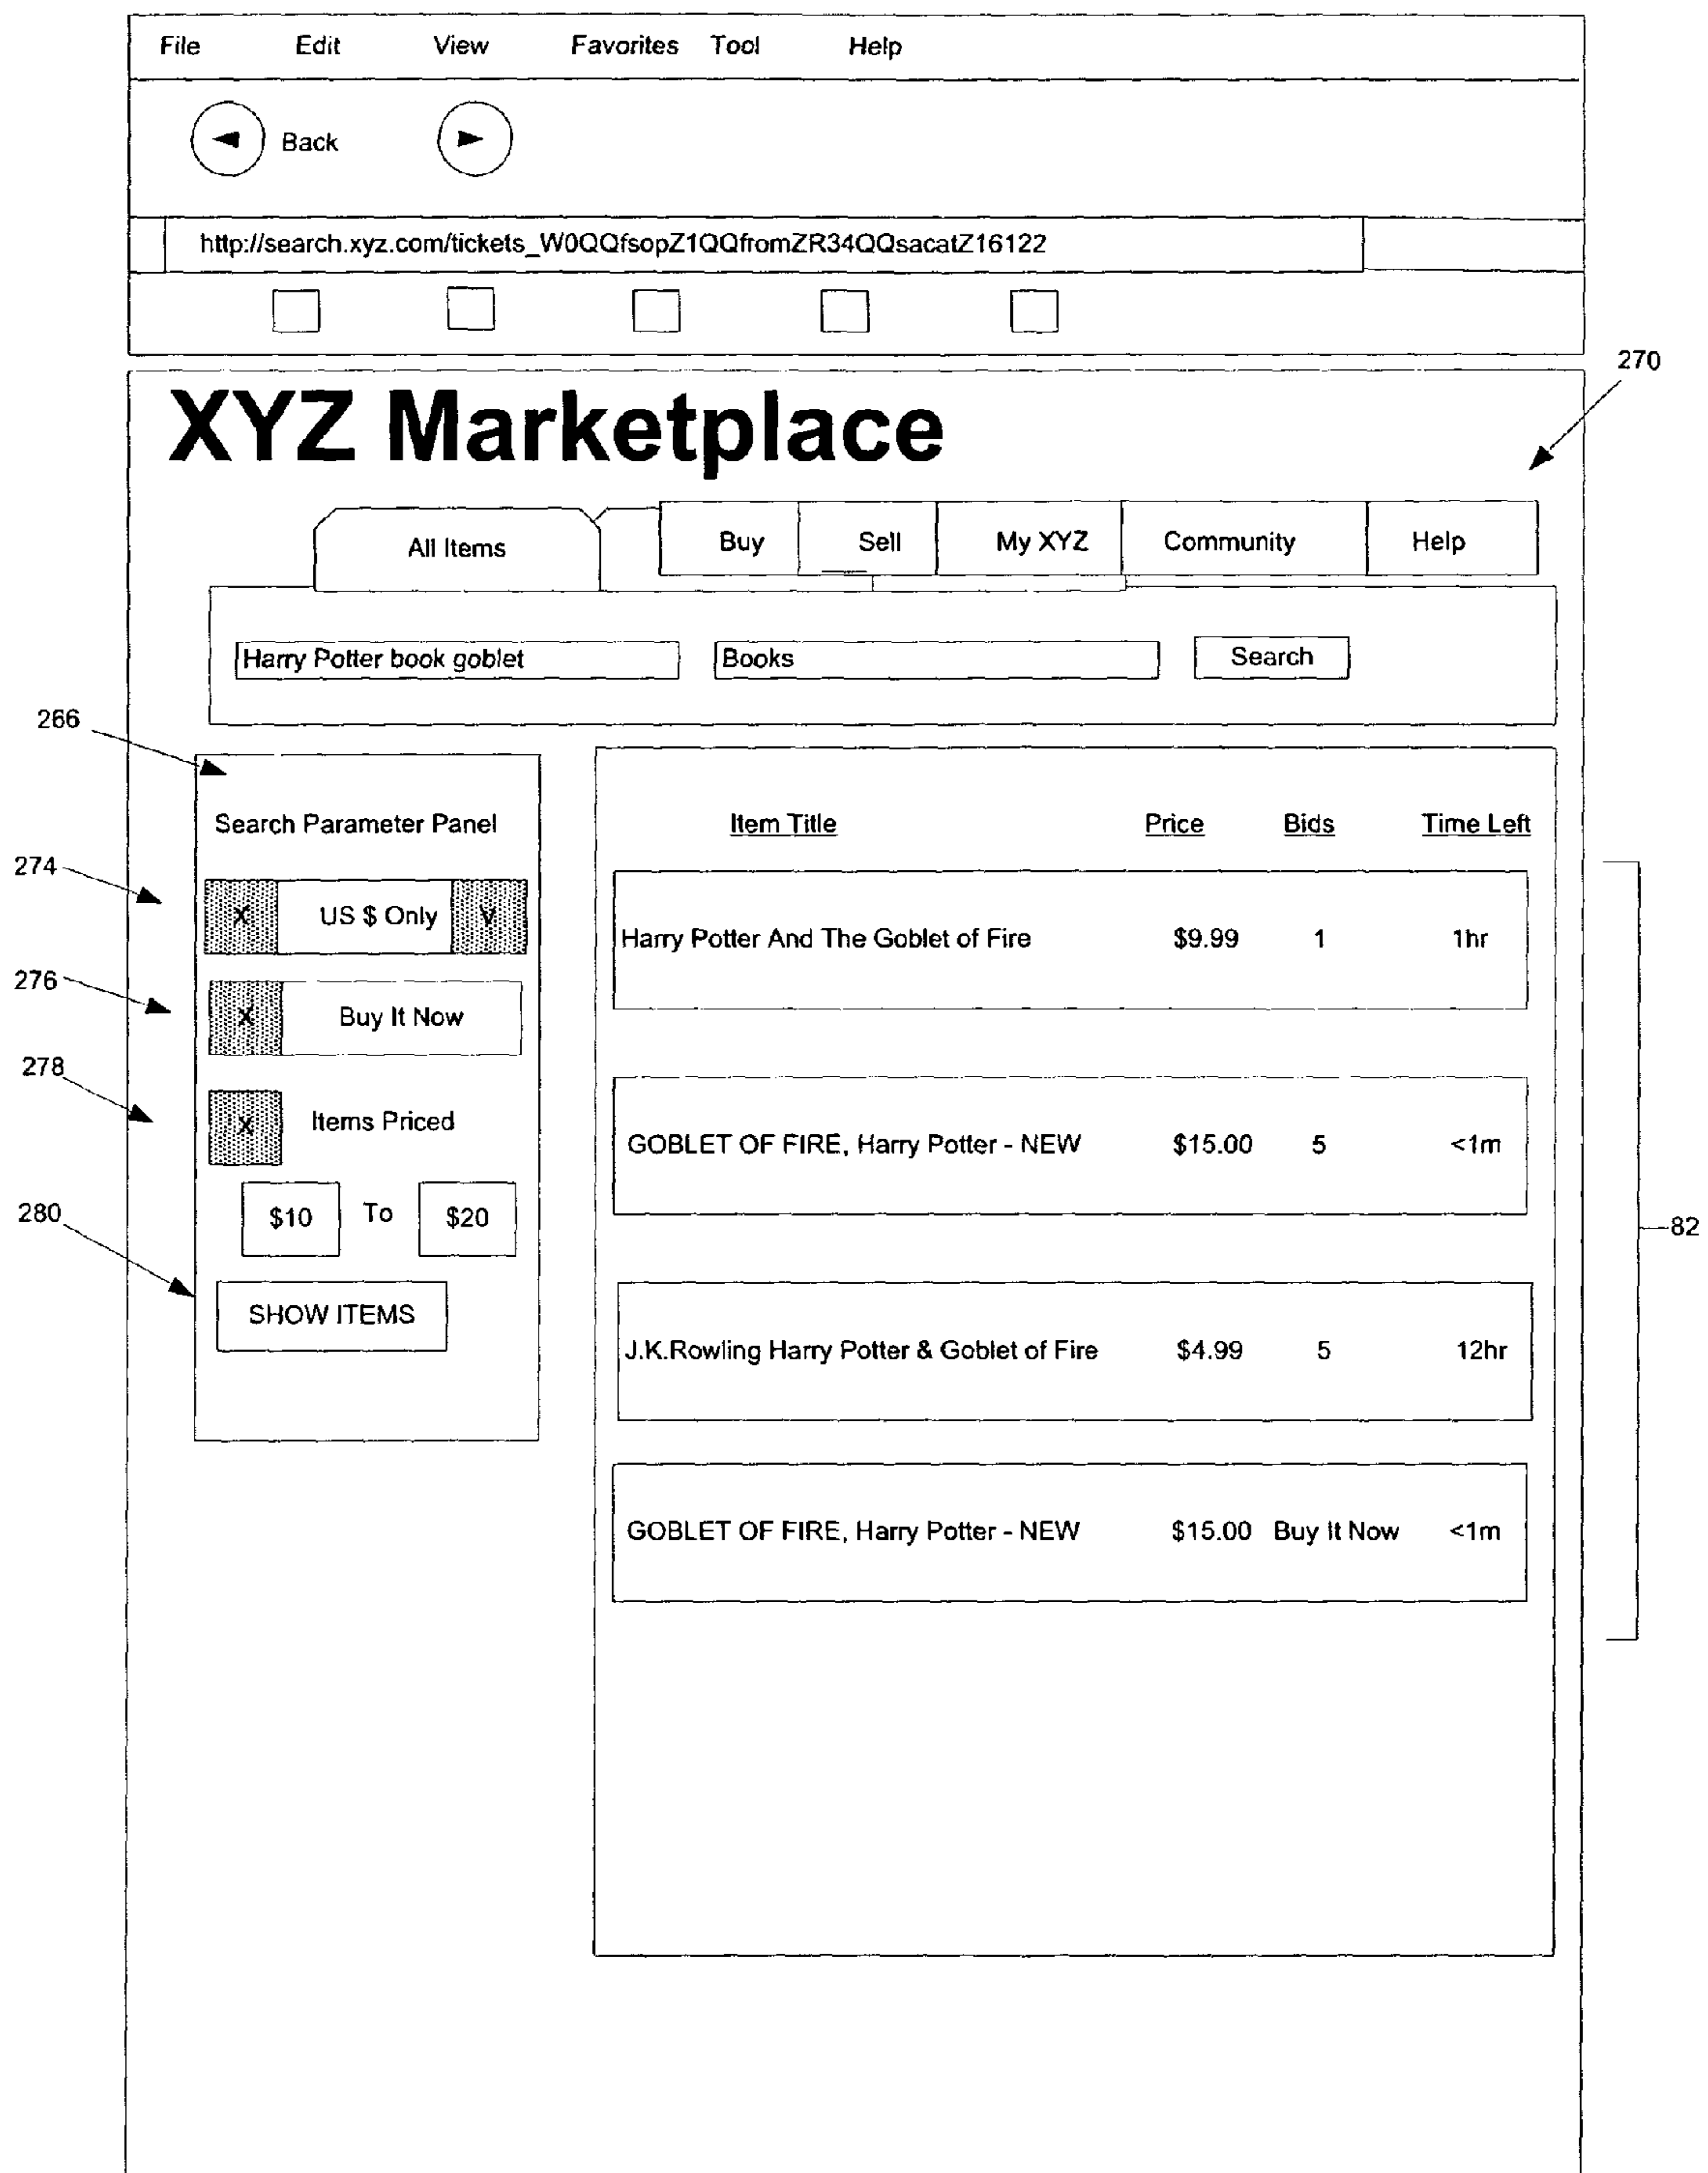 File Edit View Favorites Tool Help
Back
http://search.xyz.com/tickets_W0QQfsopZ1QQfromZR34QQsacatZ16122
270
XYZ Marketplace
All Items Buy Sell My XYZ Community Help
Harry Potter book goblet Books Search
266
Search Parameter Panel
274
X US $ Only V
276
X Buy It Now
278
X Items Priced
$10 To $20
280
SHOW ITEMS
Item Title Price Bids Time Left
Harry Potter And The Goblet of Fire $9.99 1 1hr
GOBLET OF FIRE, Harry Potter - NEW $15.00 5 <1m
82
J.K.Rowling Harry Potter & Goblet of Fire $4.99 5 12hr
GOBLET OF FIRE, Harry Potter - NEW $15.00 Buy It Now <1m